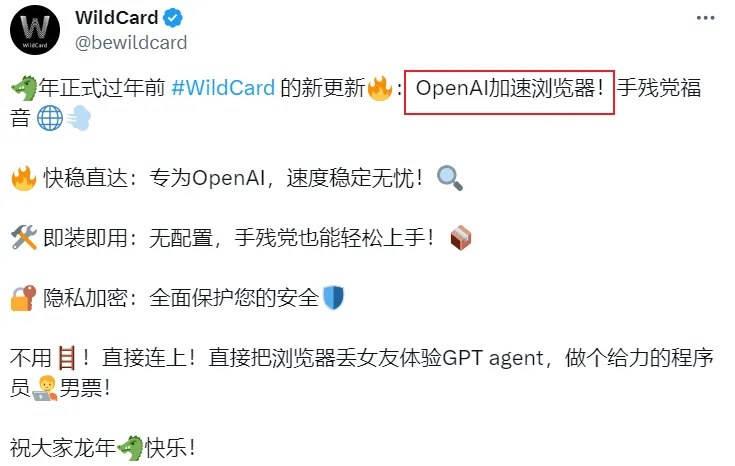 WildCard
@bewildcard
🐲年正式过年前 #WildCard 的新更新🔥：OpenAI加速浏览器！手残党福
音🌐💨
🔥 快稳直达：专为OpenAI，速度稳定无忧！🔍
🛠️ 即装即用：无配置，手残党也能轻松上手！📦
🔐 隐私加密：全面保护您的安全🛡️
不用🪜！直接连上！直接把浏览器丢女友体验GPT agent，做个给力的程序
员🧑‍💻男票！
祝大家龙年🐲快乐！
W
WildCard